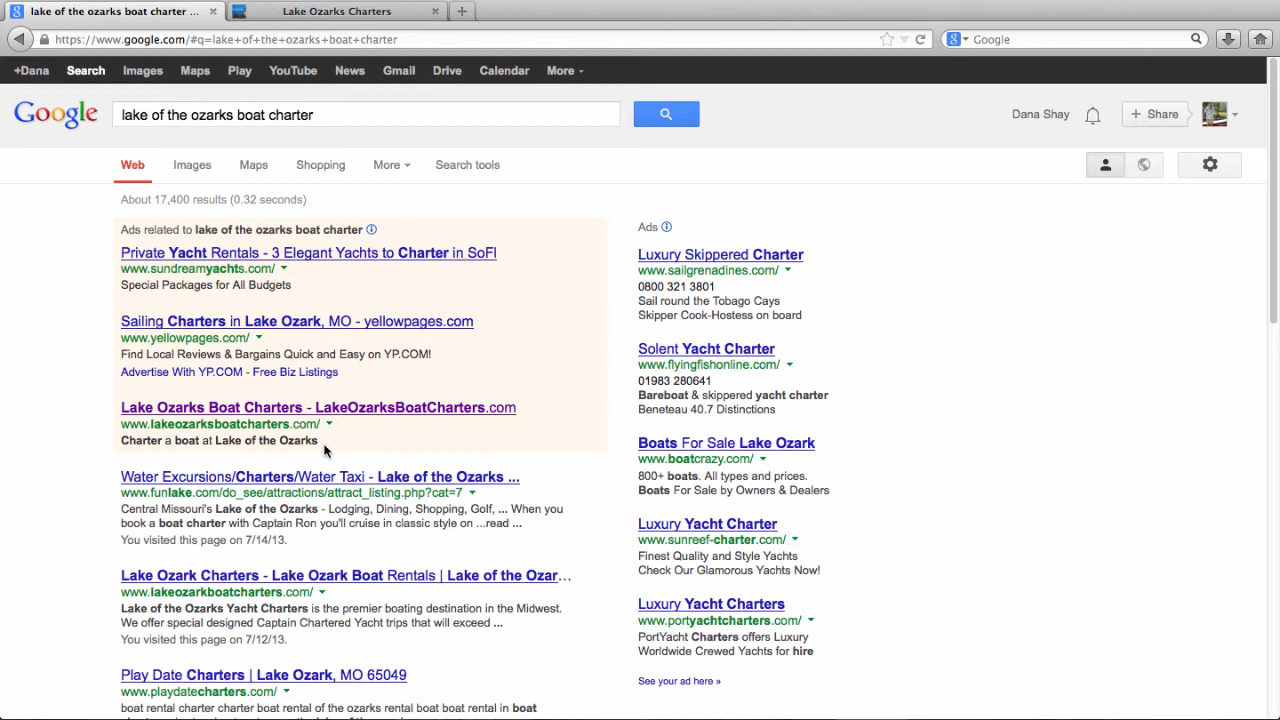 lake of the ozarks boat charter ...
Lake Ozarks Charters
https://www.google.com/#q=lake+of+the+ozarks+boat+charter
Google
+Dana Search Images Maps Play YouTube News Gmail Drive Calendar More
Google
lake of the ozarks boat charter
Dana Shay
+ Share
Web Images Maps Shopping More Search tools
About 17,400 results (0.32 seconds)
Ads related to lake of the ozarks boat charter
Private Yacht Rentals - 3 Elegant Yachts to Charter in SoFl
www.sundreamyachts.com/
Special Packages for All Budgets
Sailing Charters in Lake Ozark, MO - yellowpages.com
www.yellowpages.com/
Find Local Reviews & Bargains Quick and Easy on YP.COM!
Advertise With YP.COM - Free Biz Listings
Lake Ozarks Boat Charters - LakeOzarksBoatCharters.com
www.lakeozarksboatcharters.com/
Charter a boat at Lake of the Ozarks
Water Excursions/Charters/Water Taxi - Lake of the Ozarks ...
www.funlake.com/do_see/attractions/attract_listing.php?cat=7
Central Missouri's Lake of the Ozarks - Lodging, Dining, Shopping, Golf, ... When you
book a boat charter with Captain Ron you'll cruise in classic style on ...read ...
You visited this page on 7/14/13.
Lake Ozark Charters - Lake Ozark Boat Rentals | Lake of the Ozar...
www.lakeozarkboatcharters.com/
Lake of the Ozarks Yacht Charters is the premier boating destination in the Midwest.
We offer special designed Captain Chartered Yacht trips that will exceed ...
You visited this page on 7/12/13.
Play Date Charters | Lake Ozark, MO 65049
www.playdatecharters.com/
boat rental charter charter boat rental of the ozarks rental boat boat rental in boat
Ads
Luxury Skippered Charter
www.sailgrenadines.com/
0800 321 3801
Sail round the Tobago Cays
Skipper Cook-Hostess on board
Solent Yacht Charter
www.flyingfishonline.com/
01983 280641
Bareboat & skippered yacht charter
Beneteau 40.7 Distinctions
Boats For Sale Lake Ozark
www.boatcrazy.com/
800+ boats. All types and prices.
Boats For Sale by Owners & Dealers
Luxury Yacht Charter
www.sunreef-charter.com/
Finest Quality and Style Yachts
Check Our Glamorous Yachts Now!
Luxury Yacht Charters
www.portyachtcharters.com/
PortYacht Charters offers Luxury
Worldwide Crewed Yachts for hire
See your ad here »